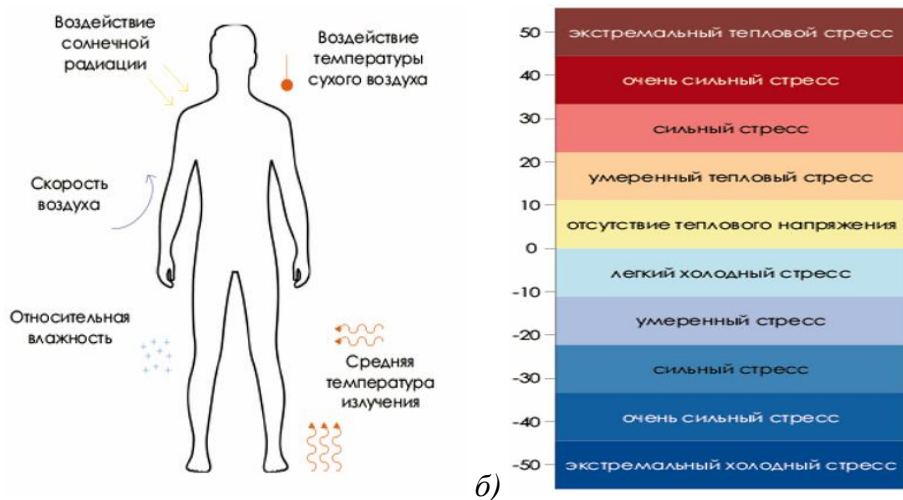 Воздействие
солнечной
радиации
Воздействие
температуры
сухого воздуха
Скорость
воздуха
Относительная
влажность
Средняя
температура
излучения
б)
50
экстремальный тепловой стресс
40
очень сильный стресс
30
сильный стресс
20
умеренный тепловый стресс
10
отсутствие теплового напряжения
0
легкий холодный стресс
-10
умеренный стресс
-20
сильный стресс
-30
очень сильный стресс
-40
экстремальный холодный стресс
-50